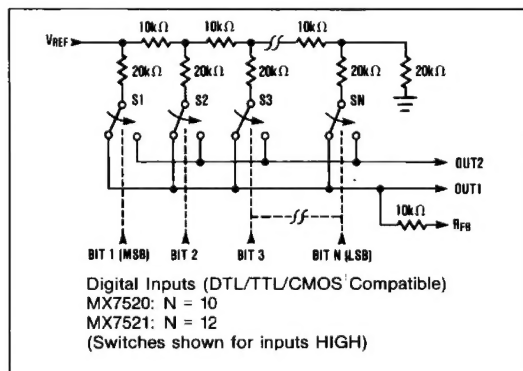 10kΩ 10kΩ 10kΩ
VREF
20kΩ 20kΩ 20kΩ 20kΩ 20kΩ
S1 S2 S3 SN
OUT2
OUT1
10kΩ
RFB
BIT 1 (MSB) BIT 2 BIT 3 BIT N (LSB)
Digital Inputs (DTL/TTL/CMOS Compatible)
MX7520: N = 10
MX7521: N = 12
(Switches shown for inputs HIGH)